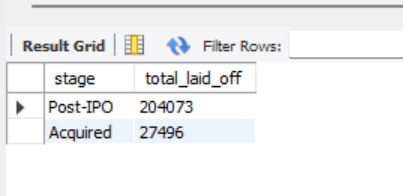 Result Grid Filter Rows:
stage total_laid_off
Post-IPO 204073
Acquired 27496